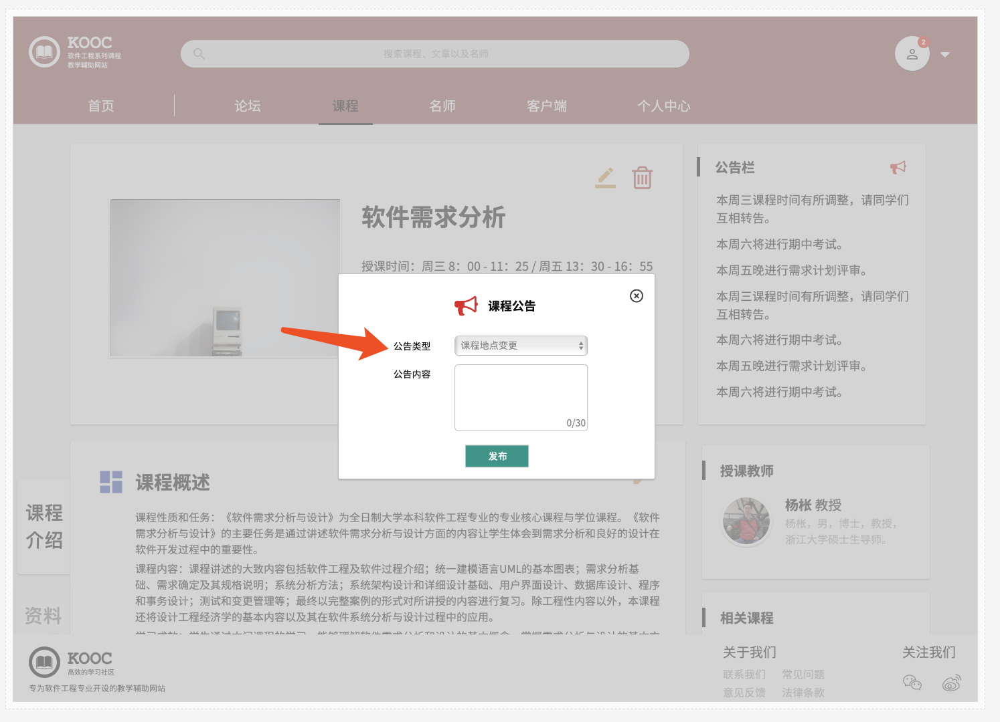 KOOC
软件工程系列课程
教学辅助网站
搜索课程、文章以及名师
2
首页
论坛
课程
名师
客户端
个人中心
软件需求分析
授课时间：周三 8：00 - 11：25 / 周五 13：30 - 16：55
公告栏
本周三课程时间有所调整，请同学们
互相转告。
本周六将进行期中考试。
本周五晚进行需求计划评审。
本周三课程时间有所调整，请同学们
互相转告。
本周六将进行期中考试。
本周五晚进行需求计划评审。
本周六将进行期中考试。
课程公告
公告类型
课程地点变更
公告内容
0/30
发布
课程
介绍
资料
课程概述
课程性质和任务：《软件需求分析与设计》为全日制大学本科软件工程专业的专业核心课程与学位课程。《软件
需求分析与设计》的主要任务是通过讲述软件需求分析与设计方面的内容让学生体会到需求分析和良好的设计在
软件开发过程中的重要性。
课程内容：课程讲述的大致内容包括软件工程及软件过程介绍；统一建模语言UML的基本图表；需求分析基
础、需求确定及其规格说明；系统分析方法；系统架构设计和详细设计基础、用户界面设计、数据库设计、程序
和事务设计；测试和变更管理等；最终以完整案例的形式对所讲授的内容进行复习。除工程性内容以外，本课程
还将设计工程经济学的基本内容以及其在软件系统分析与设计过程中的应用。
授课教师
杨枨 教授
杨枨，男，博士，教授，
浙江大学硕士生导师。
相关课程
KOOC
高效的学习社区
专为软件工程专业开设的教学辅助网站
关于我们
联系我们 常见问题
意见反馈 法律条款
关注我们